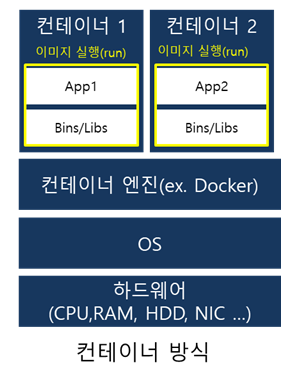 컨테이너 1
이미지 실행(run)
App1
Bins/Libs
컨테이너 2
이미지 실행(run)
App2
Bins/Libs
컨테이너 엔진(ex. Docker)
OS
하드웨어
(CPU,RAM, HDD, NIC ...)
컨테이너 방식